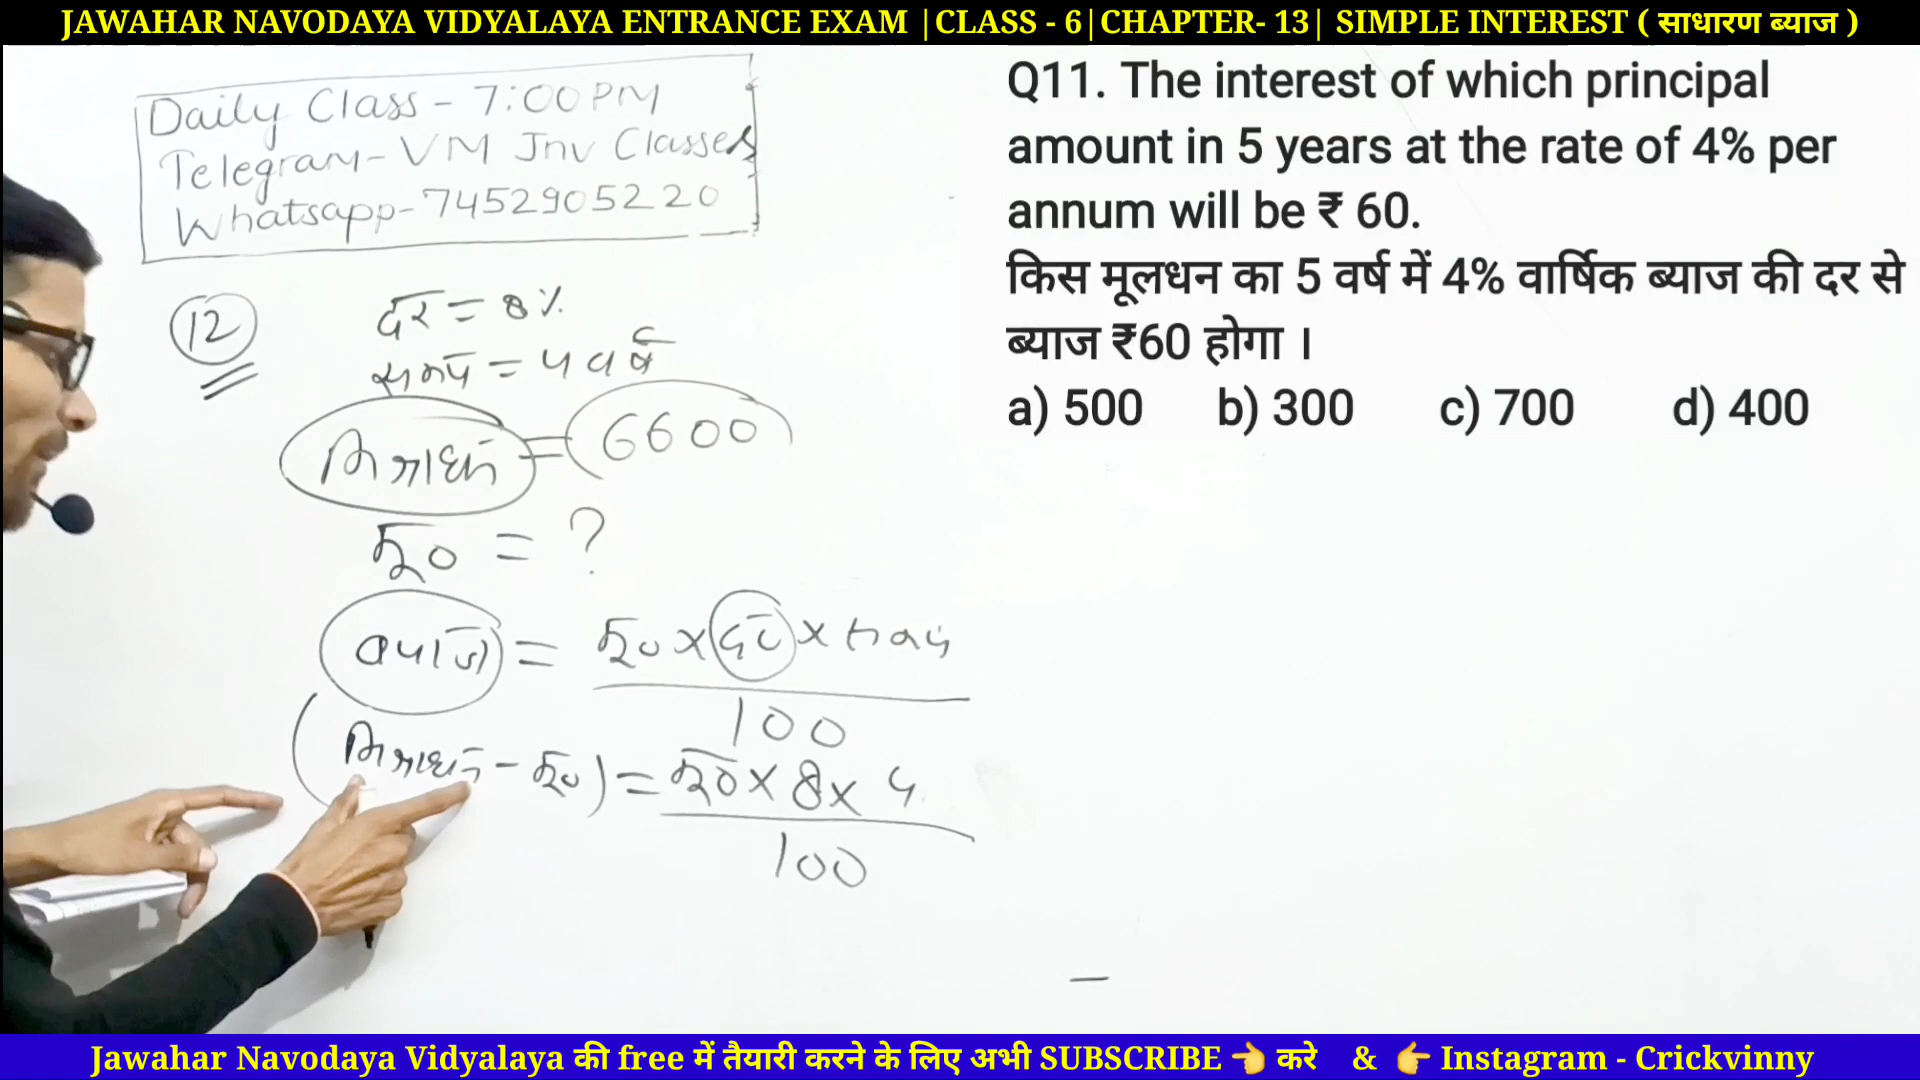 JAWAHAR NAVODAYA VIDYALAYA ENTRANCE EXAM |CLASS - 6|CHAPTER- 13| SIMPLE INTEREST ( साधारण ब्याज )
Daily Class - 7:00PM
Telegram- VM Jnv Classes
Whatsapp- 7452905220
12
दर = 8%
समय = 4 वर्ष
मिश्रधन = 6600
मू० = ?
ब्याज = मू० × दर × समय
100
(मिश्रधन - मू०) = मू० × 8 × 4
100
Q11. The interest of which principal
amount in 5 years at the rate of 4% per
annum will be ₹ 60.
किस मूलधन का 5 वर्ष में 4% वार्षिक ब्याज की दर से
ब्याज ₹60 होगा ।
a) 500 b) 300 c) 700 d) 400
Jawahar Navodaya Vidyalaya की free में तैयारी करने के लिए अभी SUBSCRIBE 👈 करे & 👉 Instagram - Crickvinny